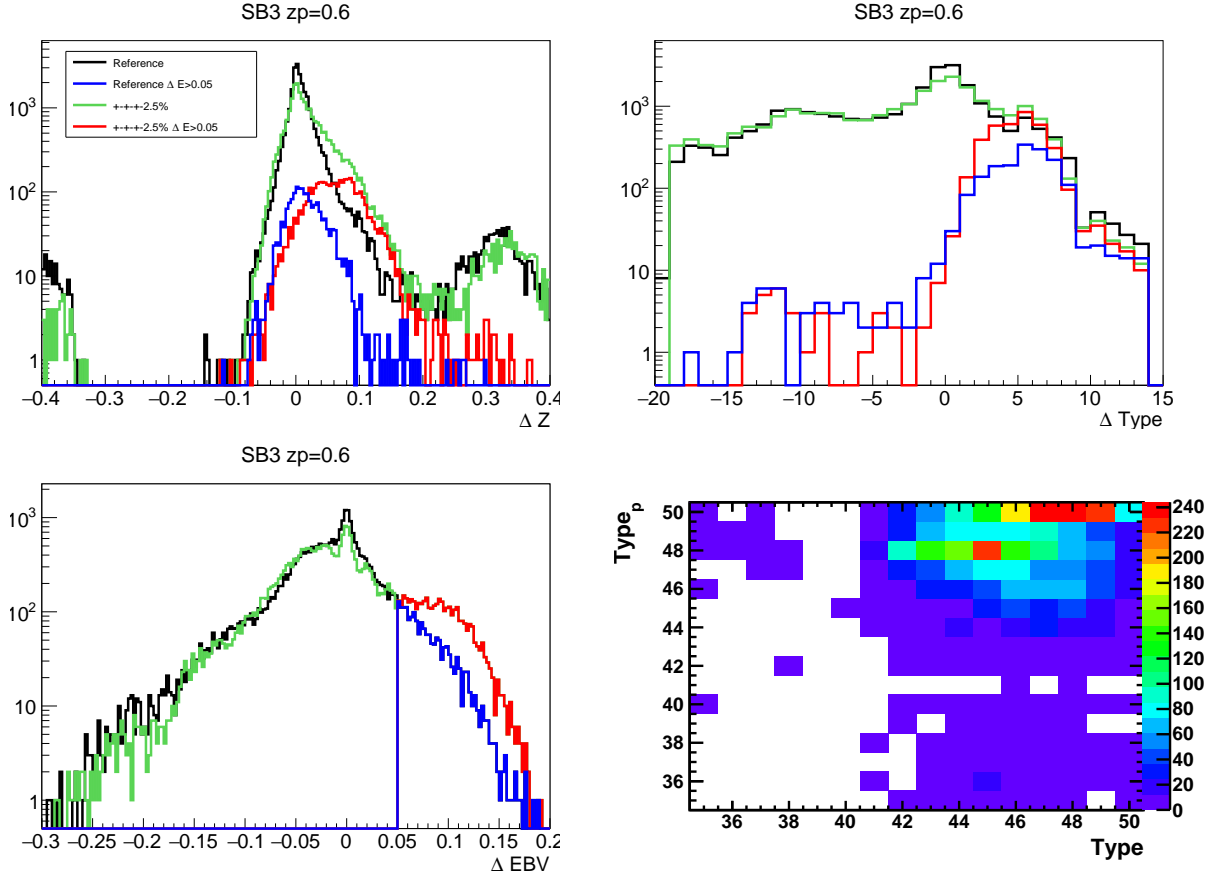 SB3 zp=0.6
Reference
Reference Δ E>0.05
+-+-+-2.5%
+-+-+-2.5% Δ E>0.05
10³
10²
10
1
−0.4 −0.3 −0.2 −0.1 0 0.1 0.2 0.3 0.4
Δ Z
SB3 zp=0.6
10³
10²
10
1
−20 −15 −10 −5 0 5 10 15
Δ Type
SB3 zp=0.6
10³
10²
10
1
−0.3 −0.25 −0.2 −0.15 −0.1 −0.05 0 0.05 0.1 0.15 0.2
Δ EBV
Typeₚ
50
48
46
44
42
40
38
36
36 38 40 42 44 46 48 50
Type
240
220
200
180
160
140
120
100
80
60
40
20
0